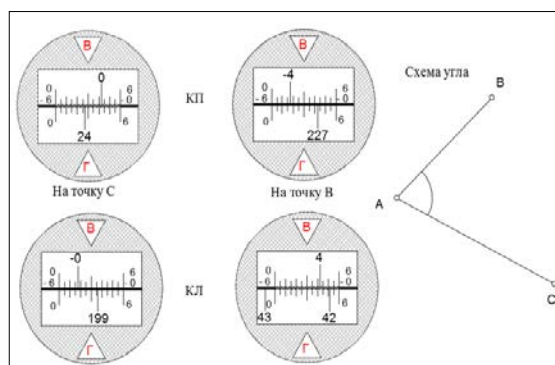 В
0
0 6
- 6 - 0
0 6
24
Г
На точку С
КП
В
-4
0 6
- 6 - 0
0 6
227
Г
На точку В
Схема угла
В
А
С
В
-0
0 6
- 6 - 0
0 6
199
Г
КЛ
В
4
0 6
- 6 - 0
0 6
43 42
Г